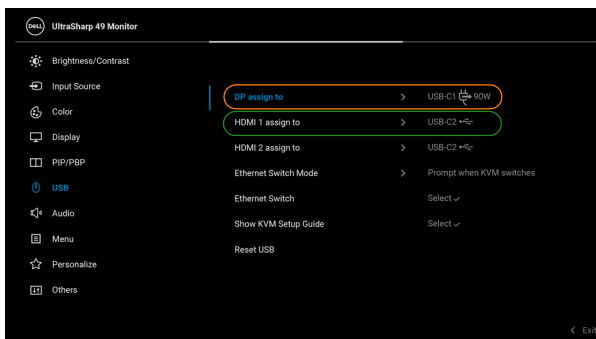 DELL UltraSharp 49 Monitor
Brightness/Contrast
Input Source
Color
Display
PIP/PBP
USB
Audio
Menu
Personalize
Others
DP assign to > USB-C1 90W
HDMI 1 assign to > USB-C2
HDMI 2 assign to > USB-C2
Ethernet Switch Mode > Prompt when KVM switches
Ethernet Switch Select ✓
Show KVM Setup Guide Select ✓
Reset USB
< Exit